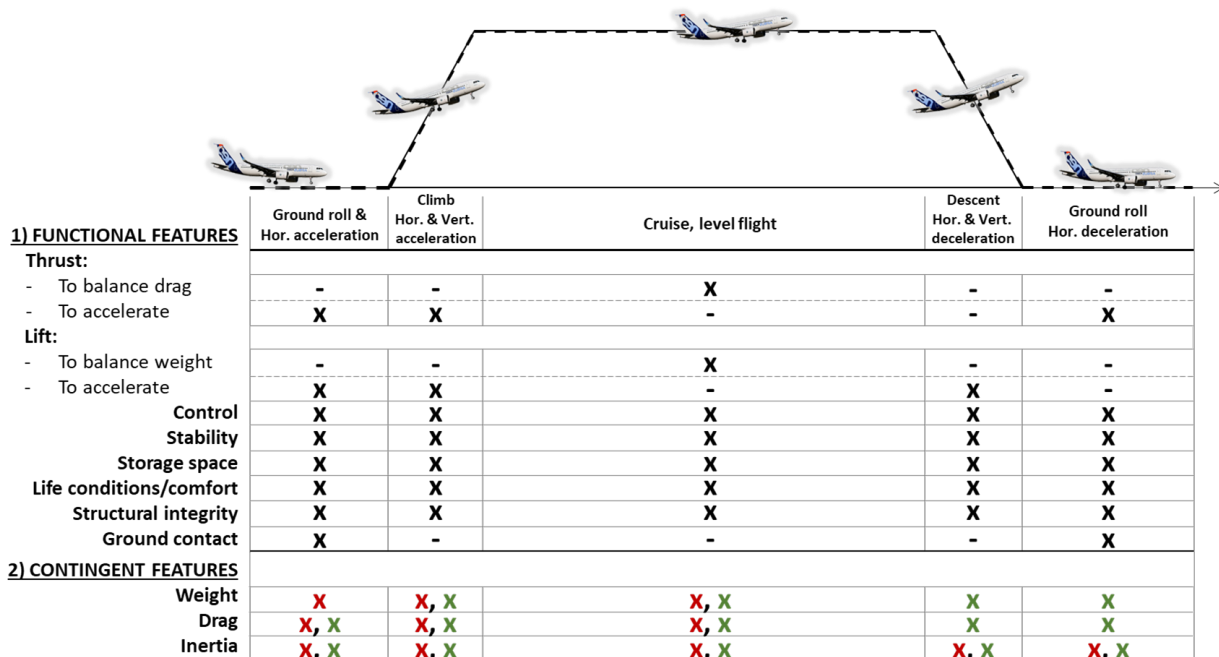 Ground roll &
Hor. acceleration
Climb
Hor. & Vert.
acceleration
Cruise, level flight
Descent
Hor. & Vert.
deceleration
Ground roll
Hor. deceleration
1) FUNCTIONAL FEATURES
Thrust:
- To balance drag - - X - -
- To accelerate X X - - X
Lift:
- To balance weight - - X - -
- To accelerate X X - X -
Control X X X X X
Stability X X X X X
Storage space X X X X X
Life conditions/comfort X X X X X
Structural integrity X X X X X
Ground contact X - - - X
2) CONTINGENT FEATURES
Weight X X, X X, X X X
Drag X, X X, X X, X X X
Inertia X, X X, X X, X X, X X, X